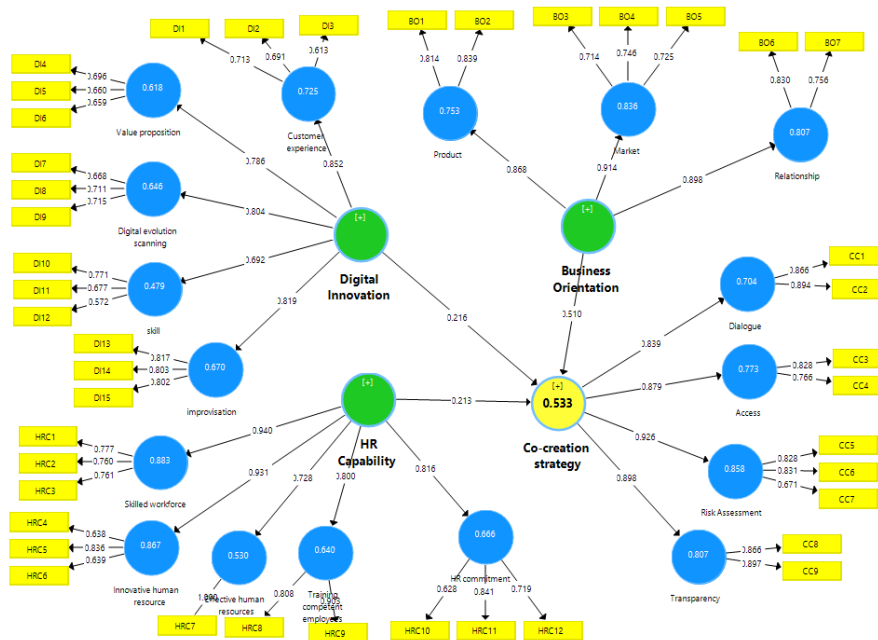 DI1
DI2
DI3
BO1
BO2
BO3
BO4
BO5
BO6
BO7
0.713
0.691
0.613
0.814
0.839
0.714
0.746
0.725
0.830
0.756
DI4
DI5
DI6
0.696
0.660
0.659
0.618
Value proposition
0.725
Customer
experience
0.753
Product
0.836
Market
0.807
Relationship
0.786
0.852
0.868
0.914
0.898
DI7
DI8
DI9
0.668
0.711
0.715
0.646
Digital evolution
scanning
0.804
[+]
Digital
Innovation
[+]
Business
Orientation
DI10
DI11
DI12
0.771
0.677
0.572
0.479
skill
0.692
0.819
0.216
0.510
0.704
Dialogue
0.866
0.894
CC1
CC2
0.839
DI13
DI14
DI15
0.817
0.803
0.802
0.670
improvisation
[+]
HR
Capability
0.213
[+]
0.533
Co-creation
strategy
0.879
0.773
Access
0.828
0.766
CC3
CC4
HRC1
HRC2
HRC3
0.777
0.760
0.761
0.883
Skilled workforce
0.940
0.931
0.728
0.800
0.816
0.926
0.898
0.858
Risk Assessment
0.828
0.831
0.671
CC5
CC6
CC7
HRC4
HRC5
HRC6
0.638
0.836
0.639
0.867
Innovative human
resource
0.530
Effective human
resources
1.000
HRC7
0.640
Training
competent
employees
0.808
0.903
HRC8
HRC9
0.666
HR commitment
0.628
0.841
0.719
HRC10
HRC11
HRC12
0.807
Transparency
0.866
0.897
CC8
CC9